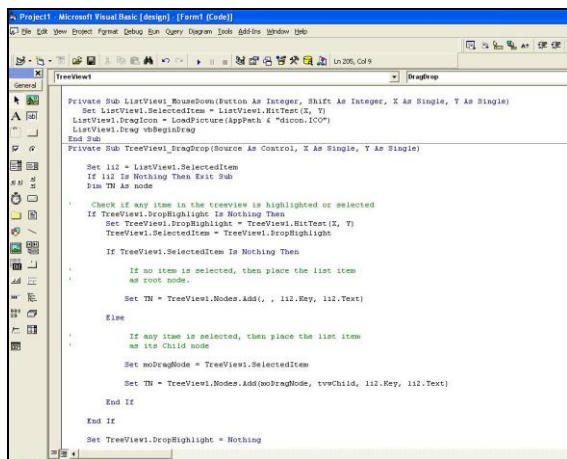 Project1 - Microsoft Visual Basic [design] - [Form1 (Code)]
File Edit View Project Format Debug Run Query Diagram Tools Add-Ins Window Help
Ln 205, Col 9
General
TreeView1 DragDrop
Private Sub ListView1_MouseDown(Button As Integer, Shift As Integer, X As Single, Y As Single)
Set ListView1.SelectedItem = ListView1.HitTest(X, Y)
ListView1.DragIcon = LoadPicture(AppPath & "dicon.ICO")
ListView1.Drag vbBeginDrag
End Sub
Private Sub TreeView1_DragDrop(Source As Control, X As Single, Y As Single)
Set li2 = ListView1.SelectedItem
If li2 Is Nothing Then Exit Sub
Dim TN As node
' Check if any itme in the treeview is highlighted or selected
If TreeView1.DropHighlight Is Nothing Then
Set TreeView1.DropHighlight = TreeView1.HitTest(X, Y)
TreeView1.SelectedItem = TreeView1.DropHighlight
If TreeView1.SelectedItem Is Nothing Then
' If no item is selected, then place the list item
' as root node.
Set TN = TreeView1.Nodes.Add(, , li2.Key, li2.Text)
Else
' If any itme is selected, then place the list item
' as its Child node
Set moDragNode = TreeView1.SelectedItem
Set TN = TreeView1.Nodes.Add(moDragNode, tvwChild, li2.Key, li2.Text)
End If
End If
Set TreeView1.DropHighlight = Nothing